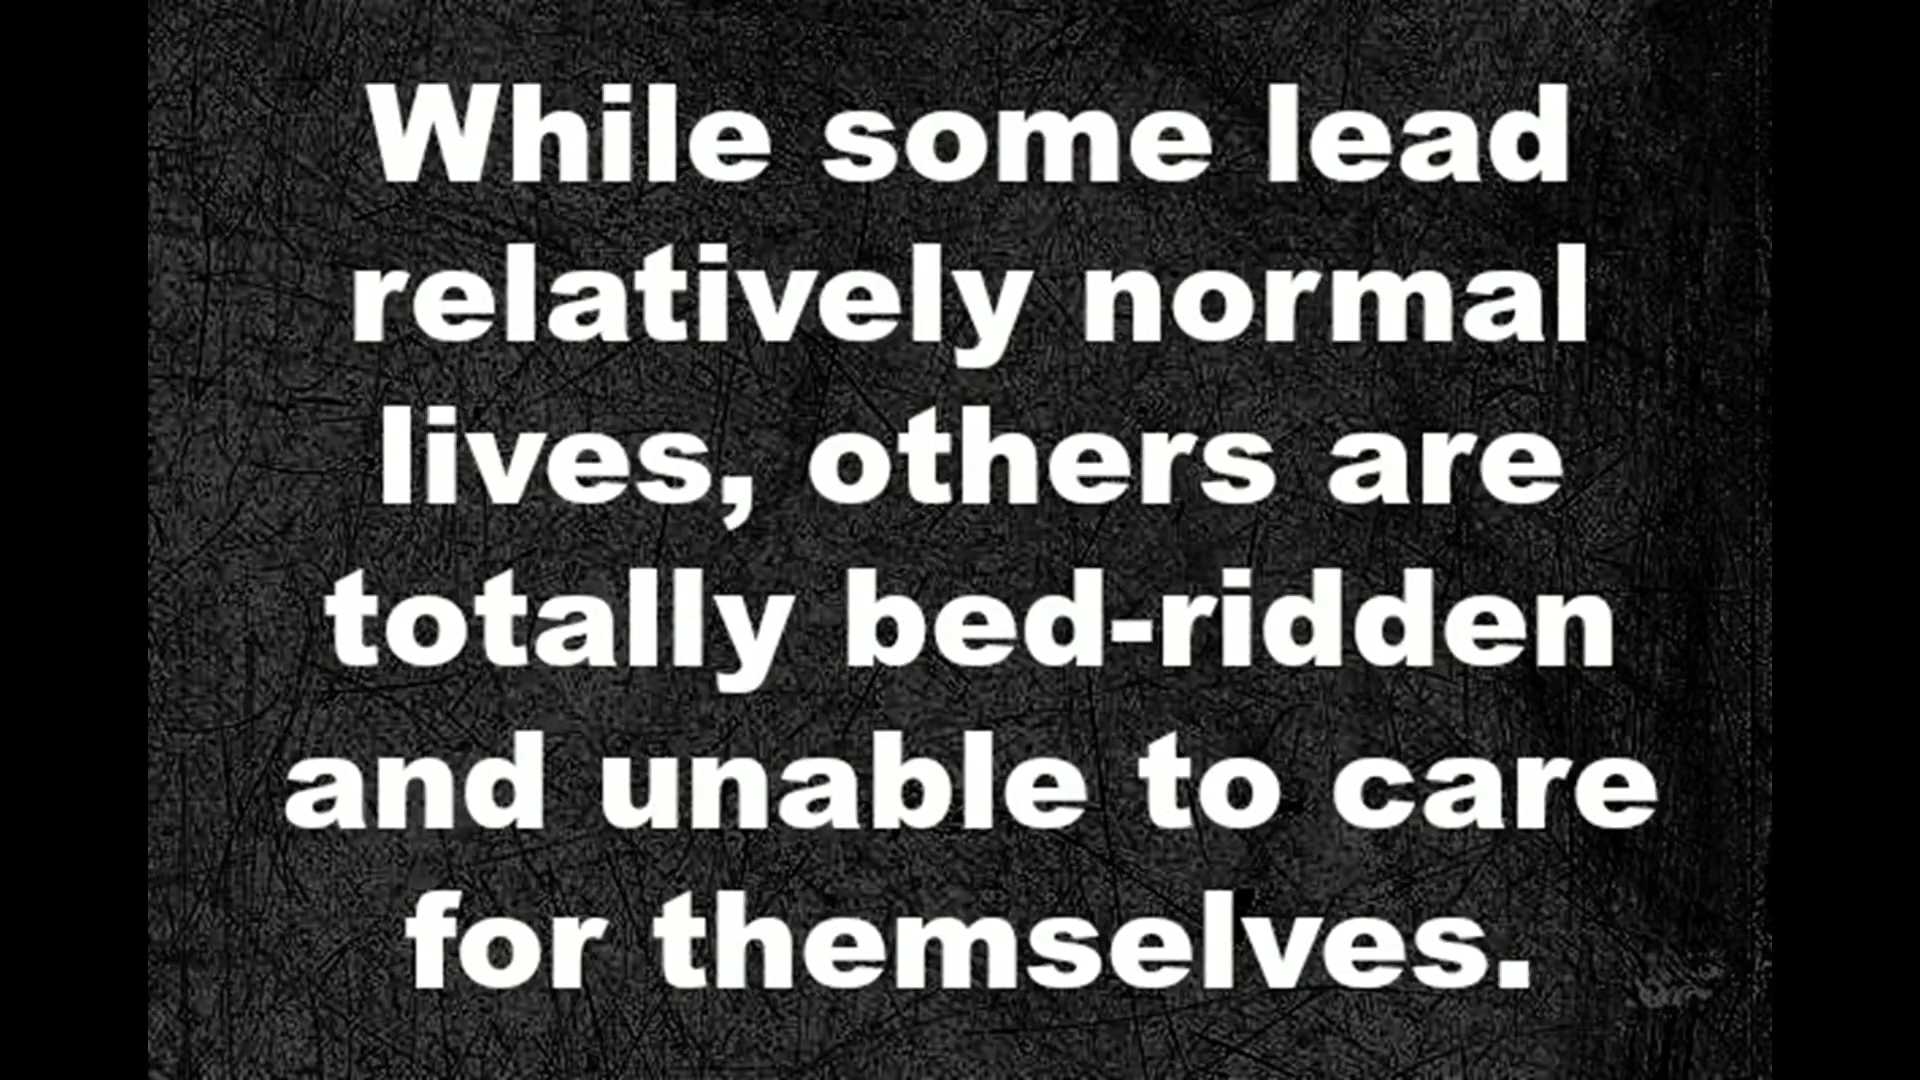 While some lead
relatively normal
lives, others are
totally bed-ridden
and unable to care
for themselves.